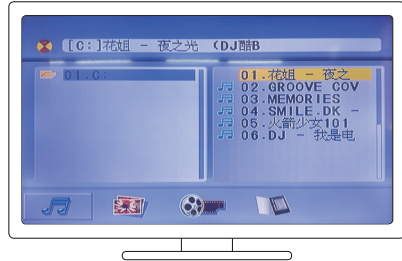 [C:]花姐 - 夜之光 (DJ酷B
01.C:
01.花姐 - 夜之
02.GROOVE COV
03.MEMORIES
04.SMILE.DK -
05.火箭少女101
06.DJ - 我是电